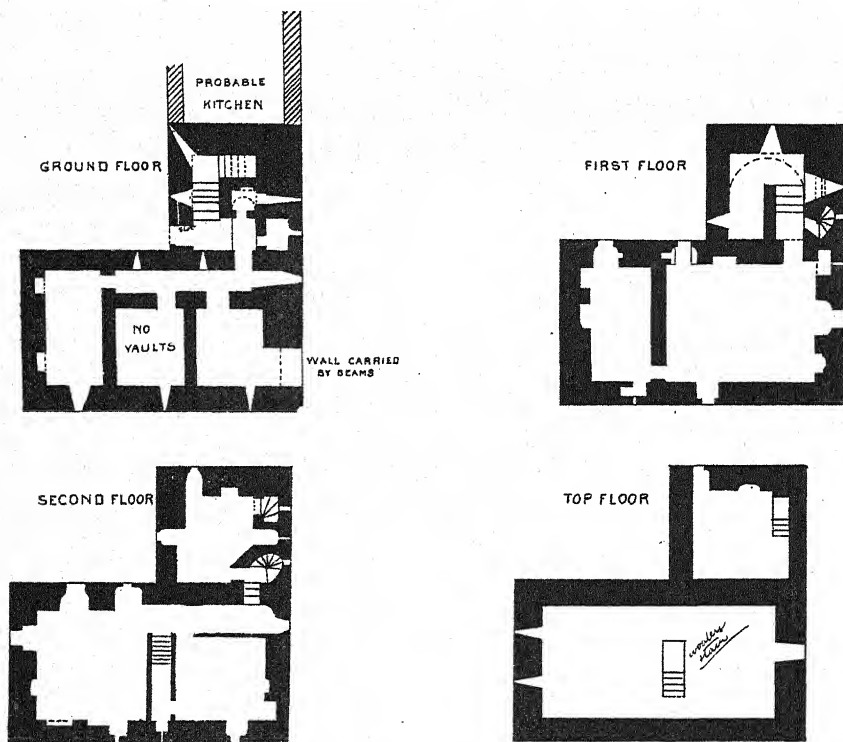 PROBABLE
KITCHEN
GROUND FLOOR
FIRST FLOOR
NO
VAULTS
WALL CARRIED
BY BEAMS
SECOND FLOOR
TOP FLOOR
wooden
stair